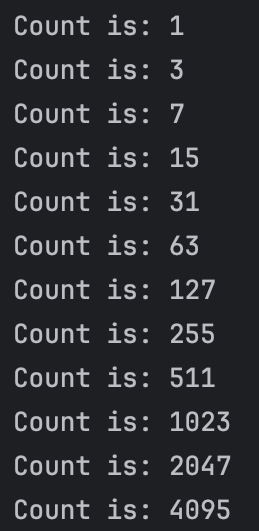 Count is: 1
Count is: 3
Count is: 7
Count is: 15
Count is: 31
Count is: 63
Count is: 127
Count is: 255
Count is: 511
Count is: 1023
Count is: 2047
Count is: 4095